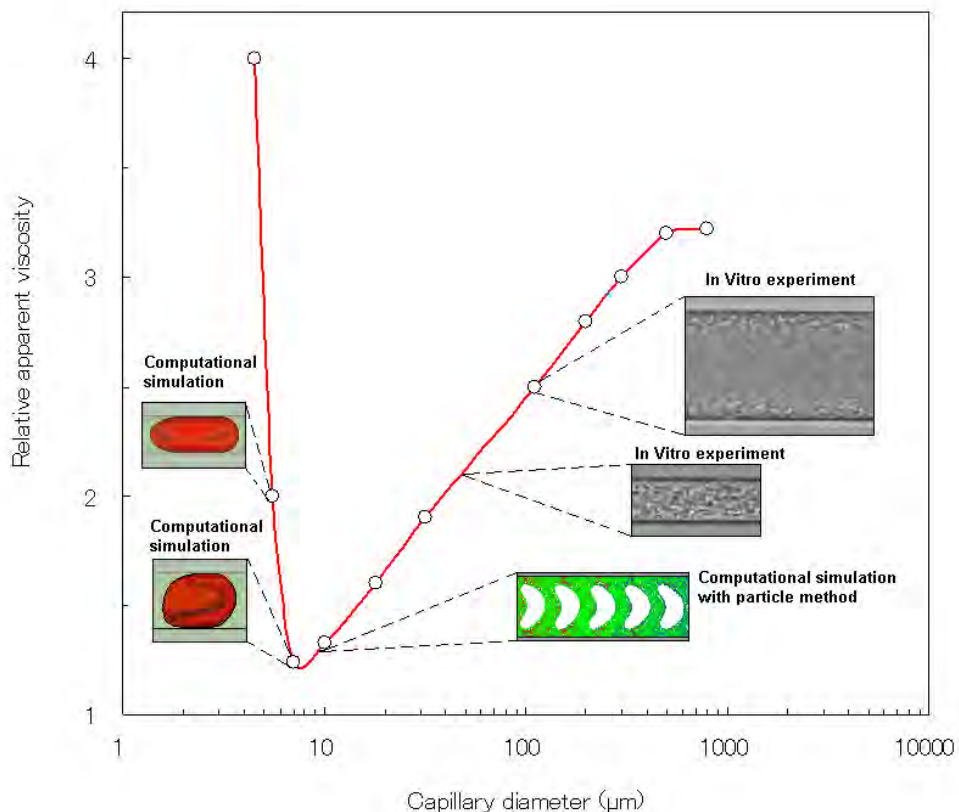 4
3
2
1
Relative apparent viscosity
In Vitro experiment
Computational
simulation
In Vitro experiment
Computational
simulation
Computational simulation
with particle method
1
10
100
1000
10000
Capillary diameter (μm)